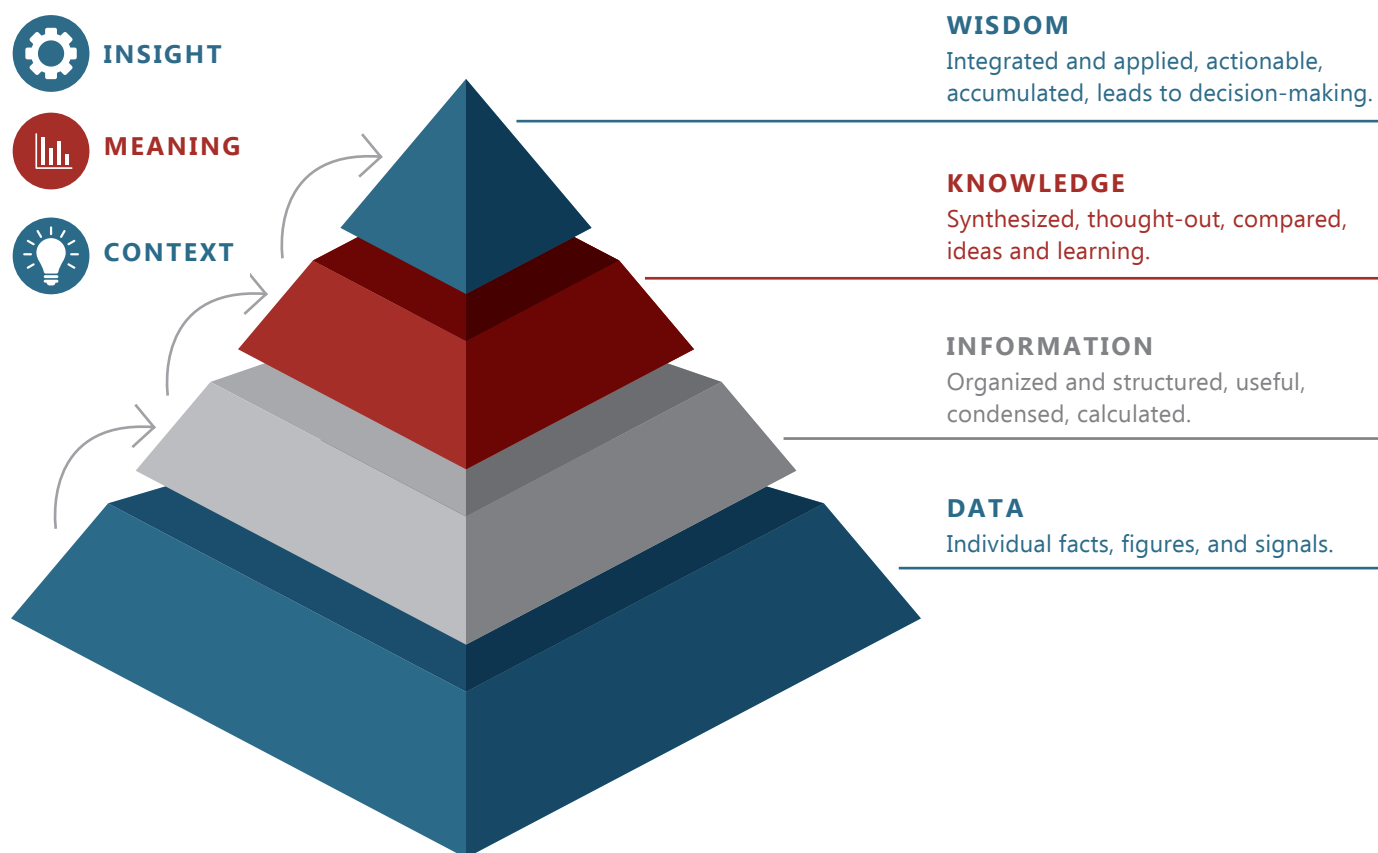 INSIGHT
MEANING
CONTEXT
WISDOM
Integrated and applied, actionable,
accumulated, leads to decision-making.
KNOWLEDGE
Synthesized, thought-out, compared,
ideas and learning.
INFORMATION
Organized and structured, useful,
condensed, calculated.
DATA
Individual facts, figures, and signals.